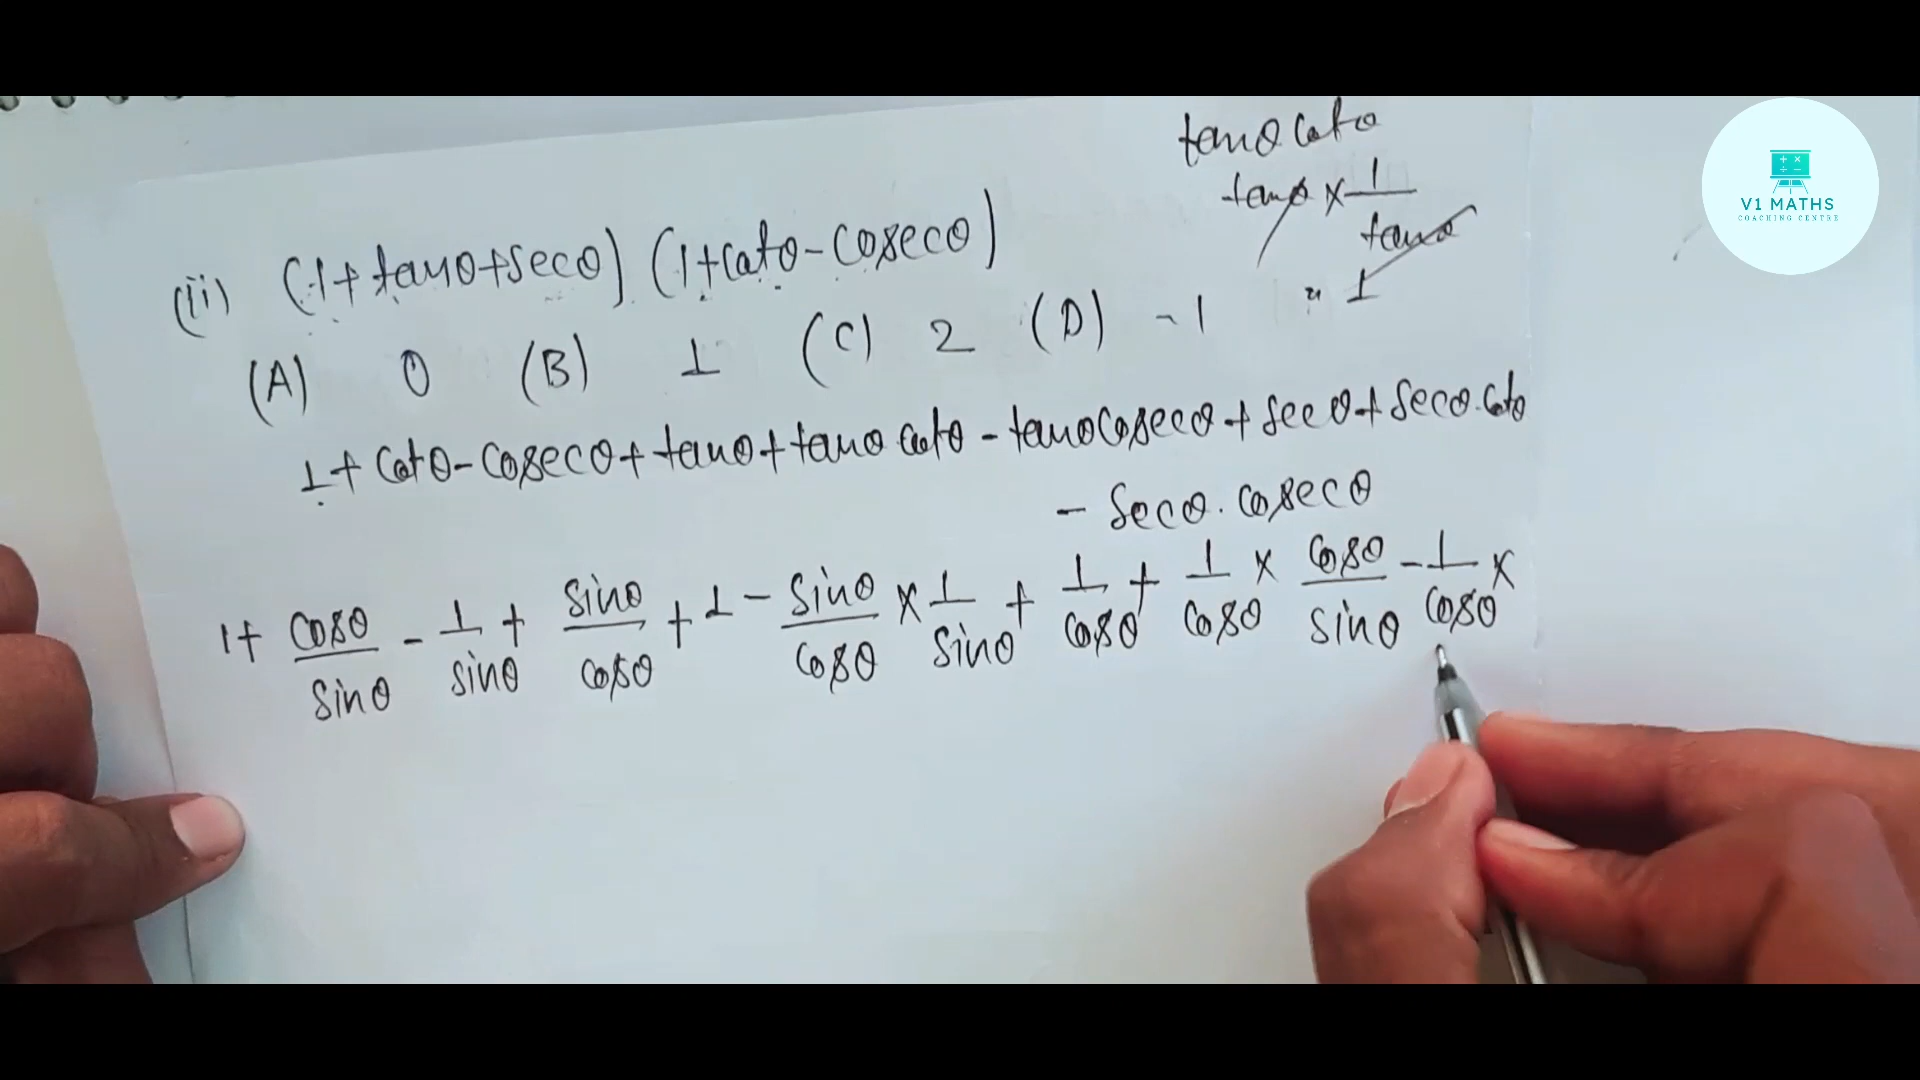 tanθ cotθ
tanθ × 1/tanθ
= 1
(ii) (1+tanθ+secθ) (1+cotθ-cosecθ)
(A) 0 (B) 1 (C) 2 (D) -1
1+cotθ-cosecθ+tanθ+tanθ cotθ-tanθcosecθ+secθ+secθ.cotθ
- secθ.cosecθ
1+ cosθ/sinθ - 1/sinθ + sinθ/cosθ + 1 - sinθ/cosθ × 1/sinθ + 1/cosθ + 1/cosθ × cosθ/sinθ - 1/cosθ ×
V1 MATHS
COACHING CENTRE